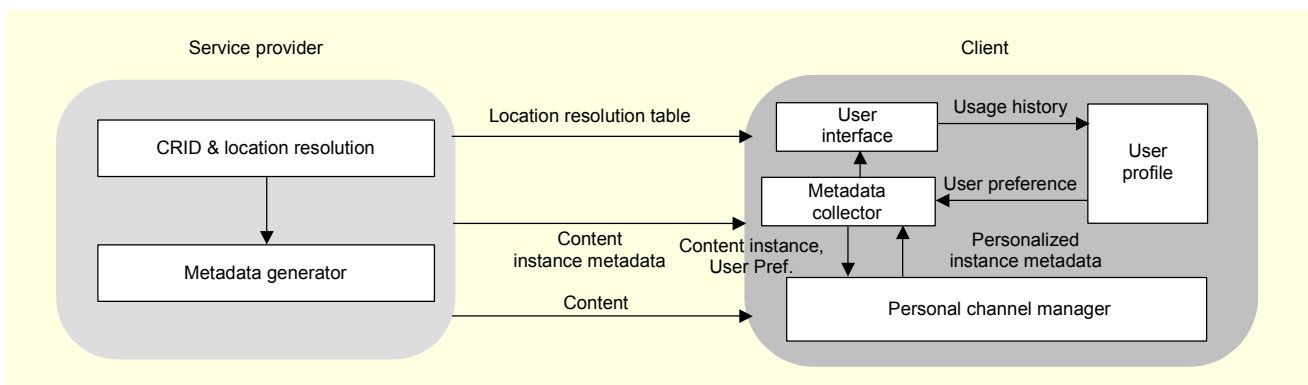 Service provider
Client
CRID & location resolution
Metadata generator
Location resolution table
Content
instance metadata
Content
User
interface
Usage history
User
profile
Metadata
collector
User preference
Content instance,
User Pref.
Personalized
instance metadata
Personal channel manager